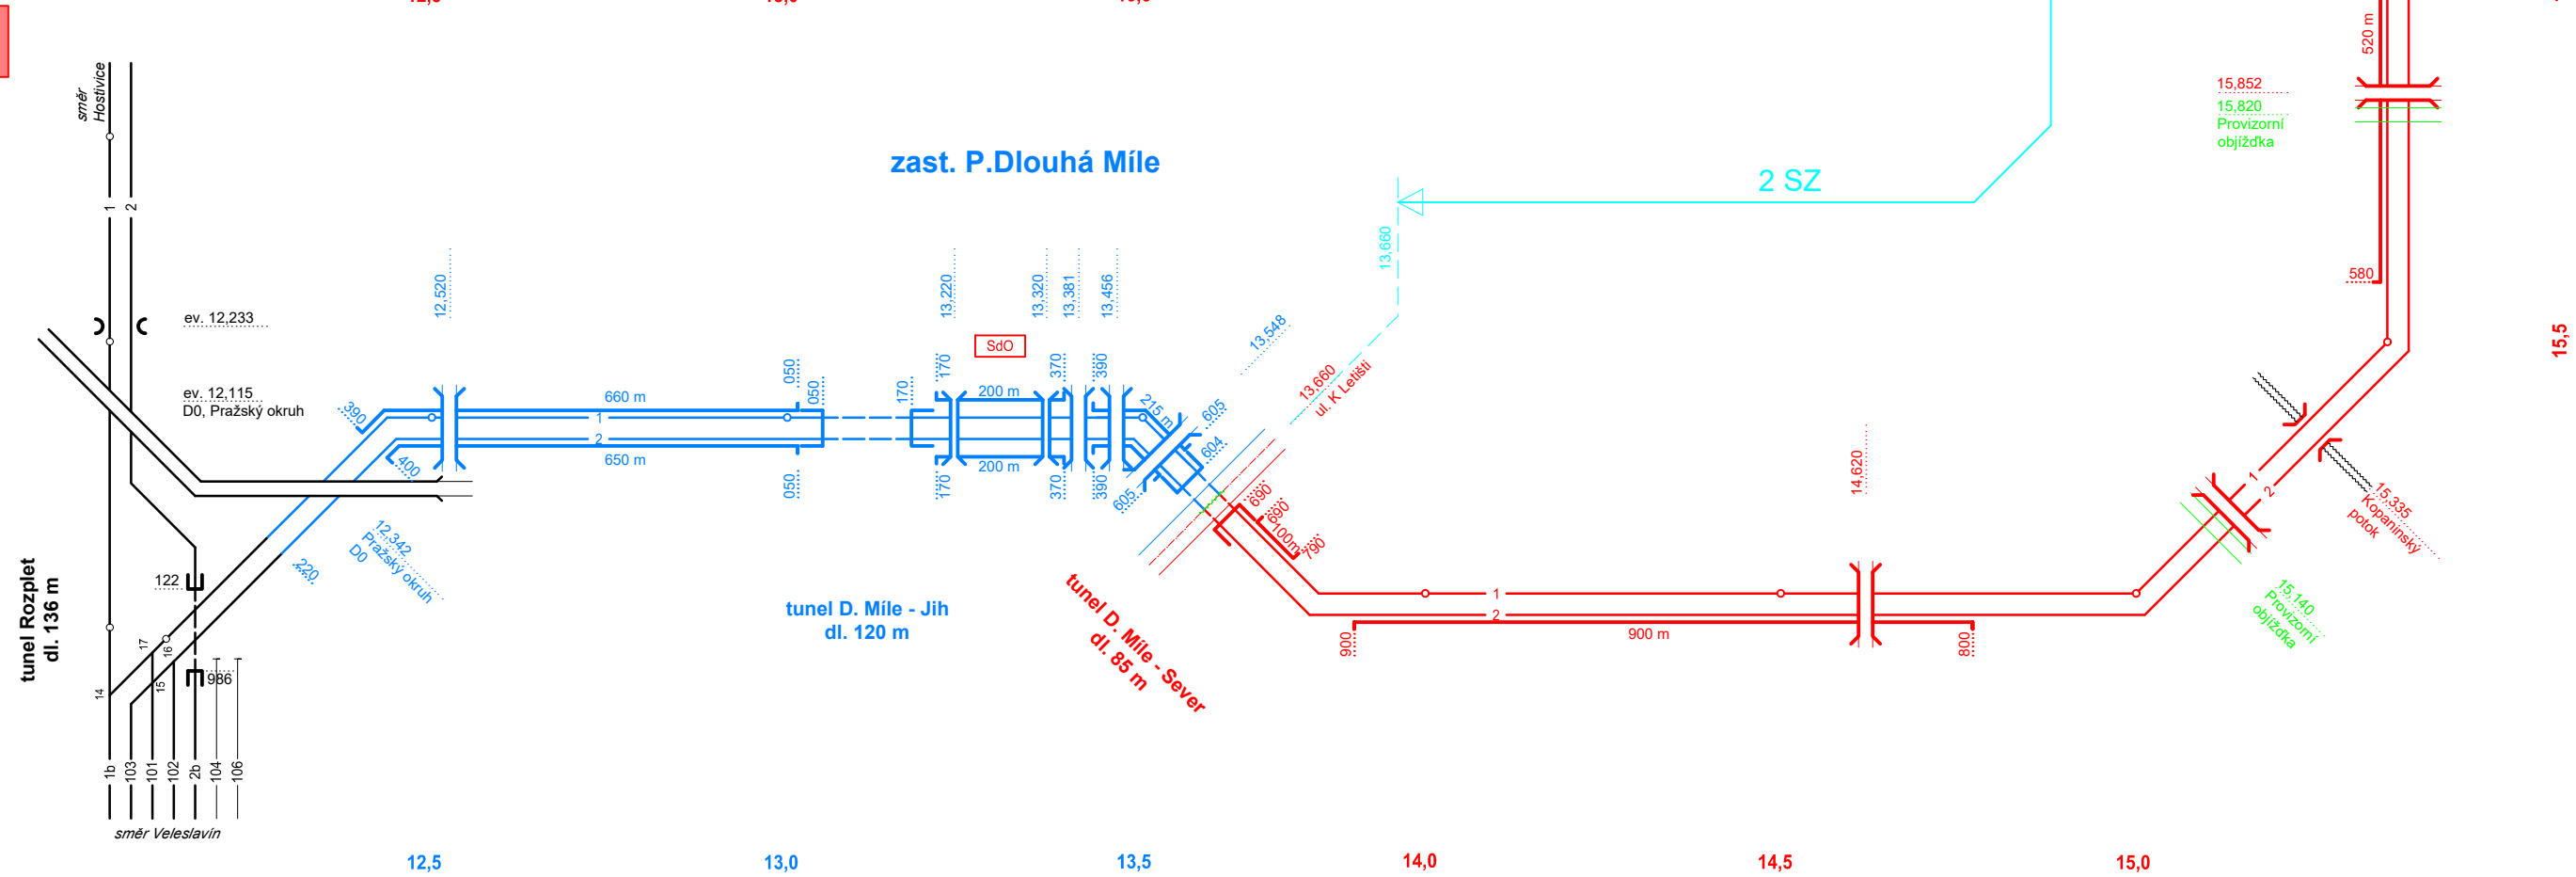 520 m
směr
Hostivice
15,852
15,820
Provizorní
objížďka
zast. P.Dlouhá Míle
2 SZ
1
2
13,660
12,520
13,220
13,320
13,381
13,456
580
ev. 12,233
13,548
15,5
SdO
050
050
170
170
370
390
13,660
ul. K Letišti
ev. 12,115
D0, Pražský okruh
390
660 m
200 m
215 m
605
1
2
400
650 m
200 m
604
050
170
370
390
605
690
690
100m
790
14,620
1
2
15,335
Kopaninský
potok
12,342
Pražský okruh
D0
220
122
tunel Rozplet
dl. 136 m
tunel D. Míle - Jih
dl. 120 m
tunel D. Míle - Sever
dl. 85 m
1
2
900
900 m
800
15,140
Provizorní
objížďka
17
16
15
14
986
1b
103
101
102
2b
104
106
směr Veleslavín
12,5
13,0
13,5
14,0
14,5
15,0